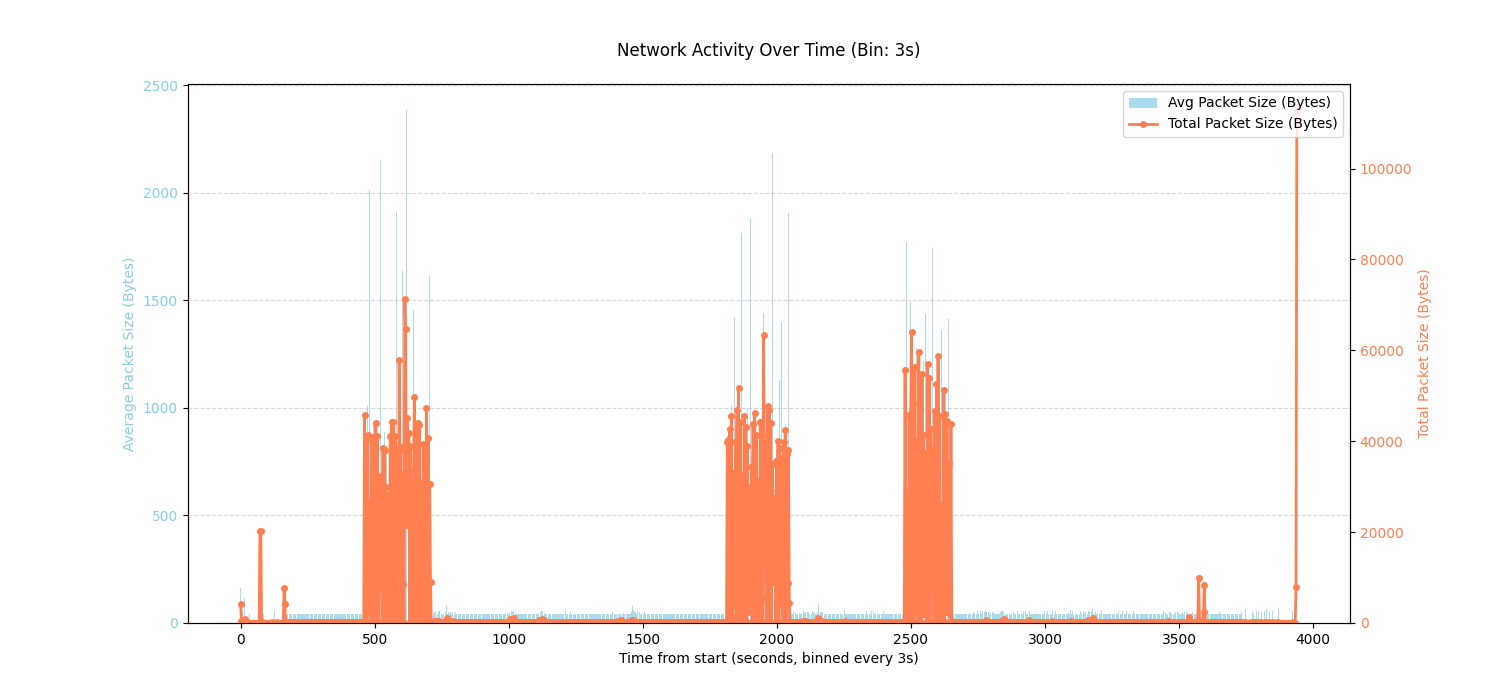 Network Activity Over Time (Bin: 3s)
Avg Packet Size (Bytes)
Total Packet Size (Bytes)
Average Packet Size (Bytes)
2500
2000
1500
1000
500
0
100000
80000
60000
40000
20000
0
Total Packet Size (Bytes)
0 500 1000 1500 2000 2500 3000 3500 4000
Time from start (seconds, binned every 3s)